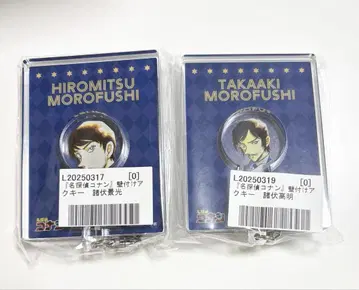 HIROMITSU
MOROFUSHI
L20250317 [0]
『名探偵コナン』壁付けア
クキー 諸伏景光
TAKAAKI
MOROFUSHI
L20250319 [0]
『名探偵コナン』壁付けア
クキー 諸伏高明